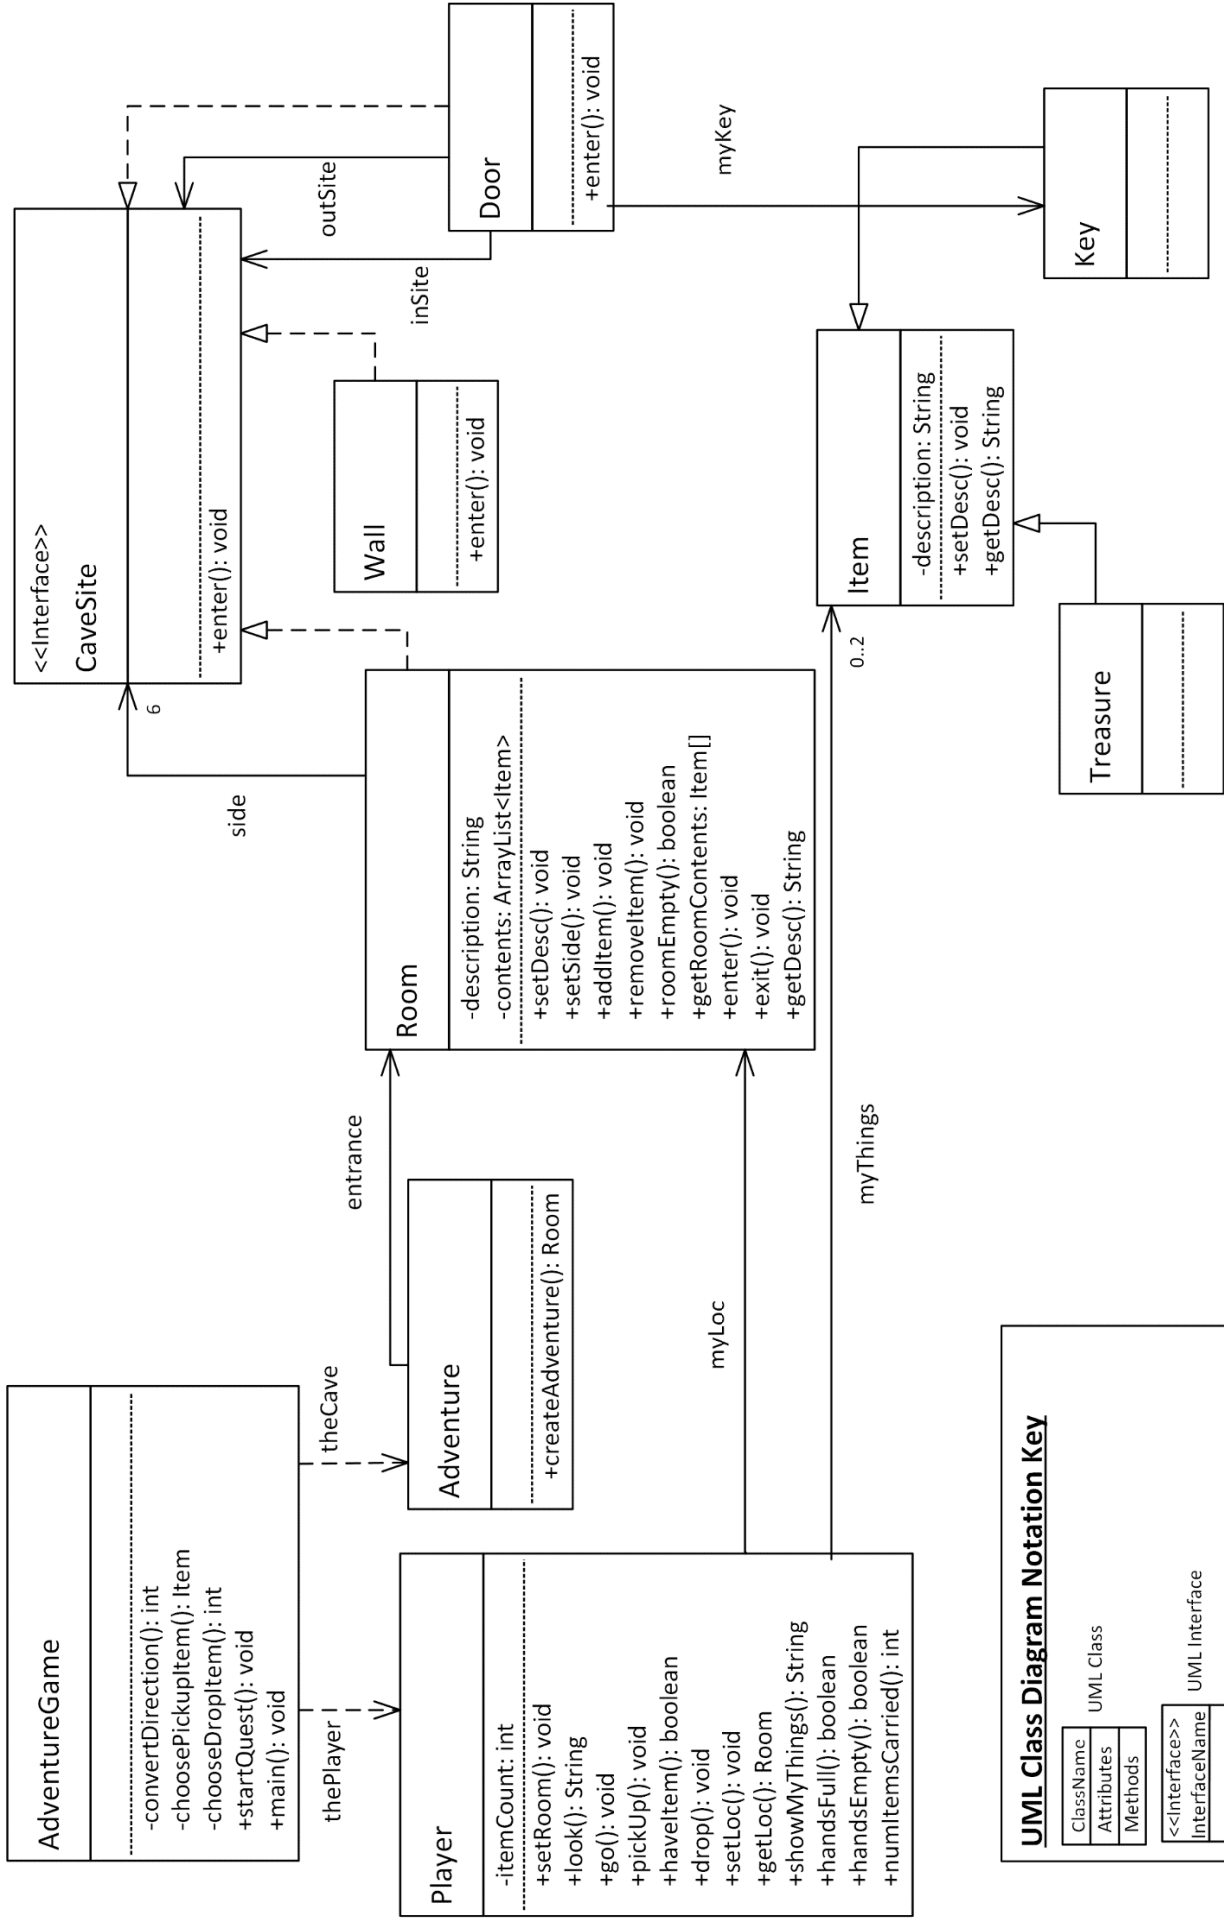 AdventureGame
-convertDirection(): int
-choosePickupItem(): Item
-chooseDropItem(): int
+startQuest(): void
+main(): void
thePlayer
theCave
Player
-itemCount: int
+setRoom(): void
+look(): String
+go(): void
+pickUp(): void
+haveItem(): boolean
+drop(): void
+setLoc(): void
+getLoc(): Room
+showMyThings(): String
+handsFull(): boolean
+handsEmpty(): boolean
+numItemsCarried(): int
Adventure
+createAdventure(): Room
entrance
myLoc
myThings
Room
-description: String
-contents: ArrayList<Item>
+setDesc(): void
+setSide(): void
+addItem(): void
+removeItem(): void
+roomEmpty(): boolean
+getRoomContents: Item[]
+enter(): void
+exit(): void
+getDesc(): String
side
6
<<Interface>>
CaveSite
+enter(): void
Wall
+enter(): void
inSite
outSite
Door
+enter(): void
myKey
0..2
Item
-description: String
+setDesc(): void
+getDesc(): String
Treasure
Key
UML Class Diagram Notation Key
ClassName
Attributes
Methods
UML Class
<<Interface>>
InterfaceName
UML Interface